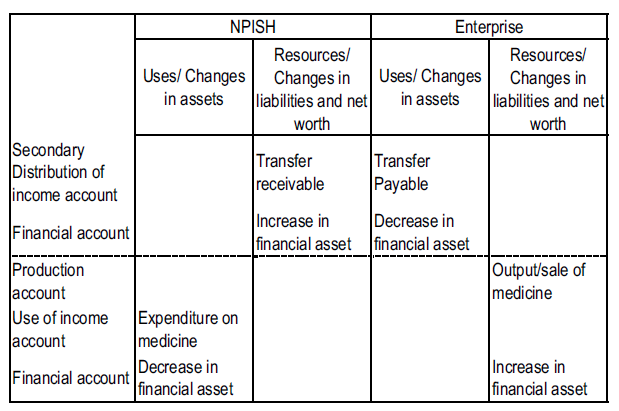 NPISH Enterprise
Uses/ Changes in assets Resources/ Changes in liabilities and net worth Uses/ Changes in assets Resources/ Changes in liabilities and net worth
Secondary Distribution of income account Transfer receivable Transfer Payable
Financial account Increase in financial asset Decrease in financial asset
Production account Output/sale of medicine
Use of income account Expenditure on medicine
Financial account Decrease in financial asset Increase in financial asset